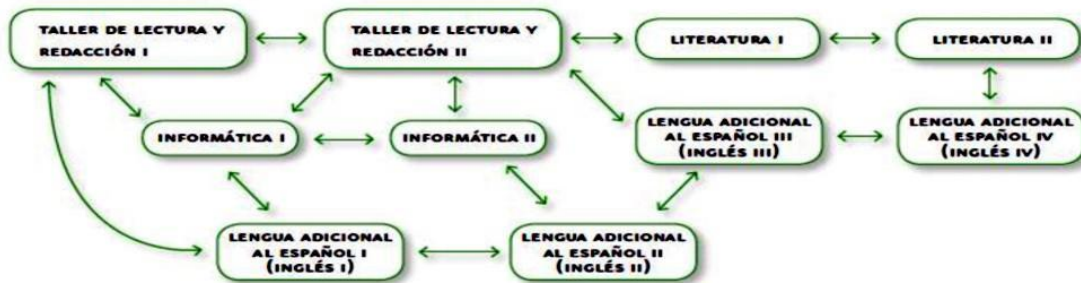 TALLER DE LECTURA Y
REDACCIÓN I
TALLER DE LECTURA Y
REDACCIÓN II
LITERATURA I
LITERATURA II
INFORMÁTICA I
INFORMÁTICA II
LENGUA ADICIONAL
AL ESPAÑOL III
(INGLÉS III)
LENGUA ADICIONAL
AL ESPAÑOL IV
(INGLÉS IV)
LENGUA ADICIONAL
AL ESPAÑOL I
(INGLÉS I)
LENGUA ADICIONAL
AL ESPAÑOL II
(INGLÉS II)